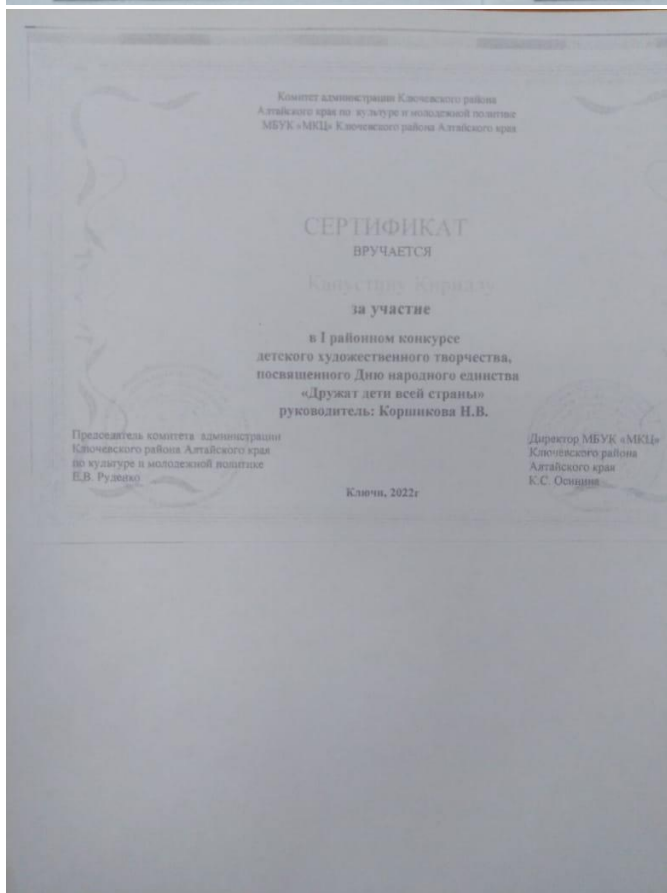 Комитет администрации Ключевского района
Алтайского края по культуре и молодежной политике
МБУК «МКЦ» Ключевского района Алтайского края
СЕРТИФИКАТ
ВРУЧАЕТСЯ
Капустину Кириллу
за участие
в I районном конкурсе
детского художественного творчества,
посвященного Дню народного единства
«Дружат дети всей страны»
руководитель: Коршикова Н.В.
Председатель комитета администрации
Ключевского района Алтайского края
по культуре и молодежной политике
Е.В. Руденко
Директор МБУК «МКЦ»
Ключевского района
Алтайского края
К.С. Осинина
Ключи, 2022г